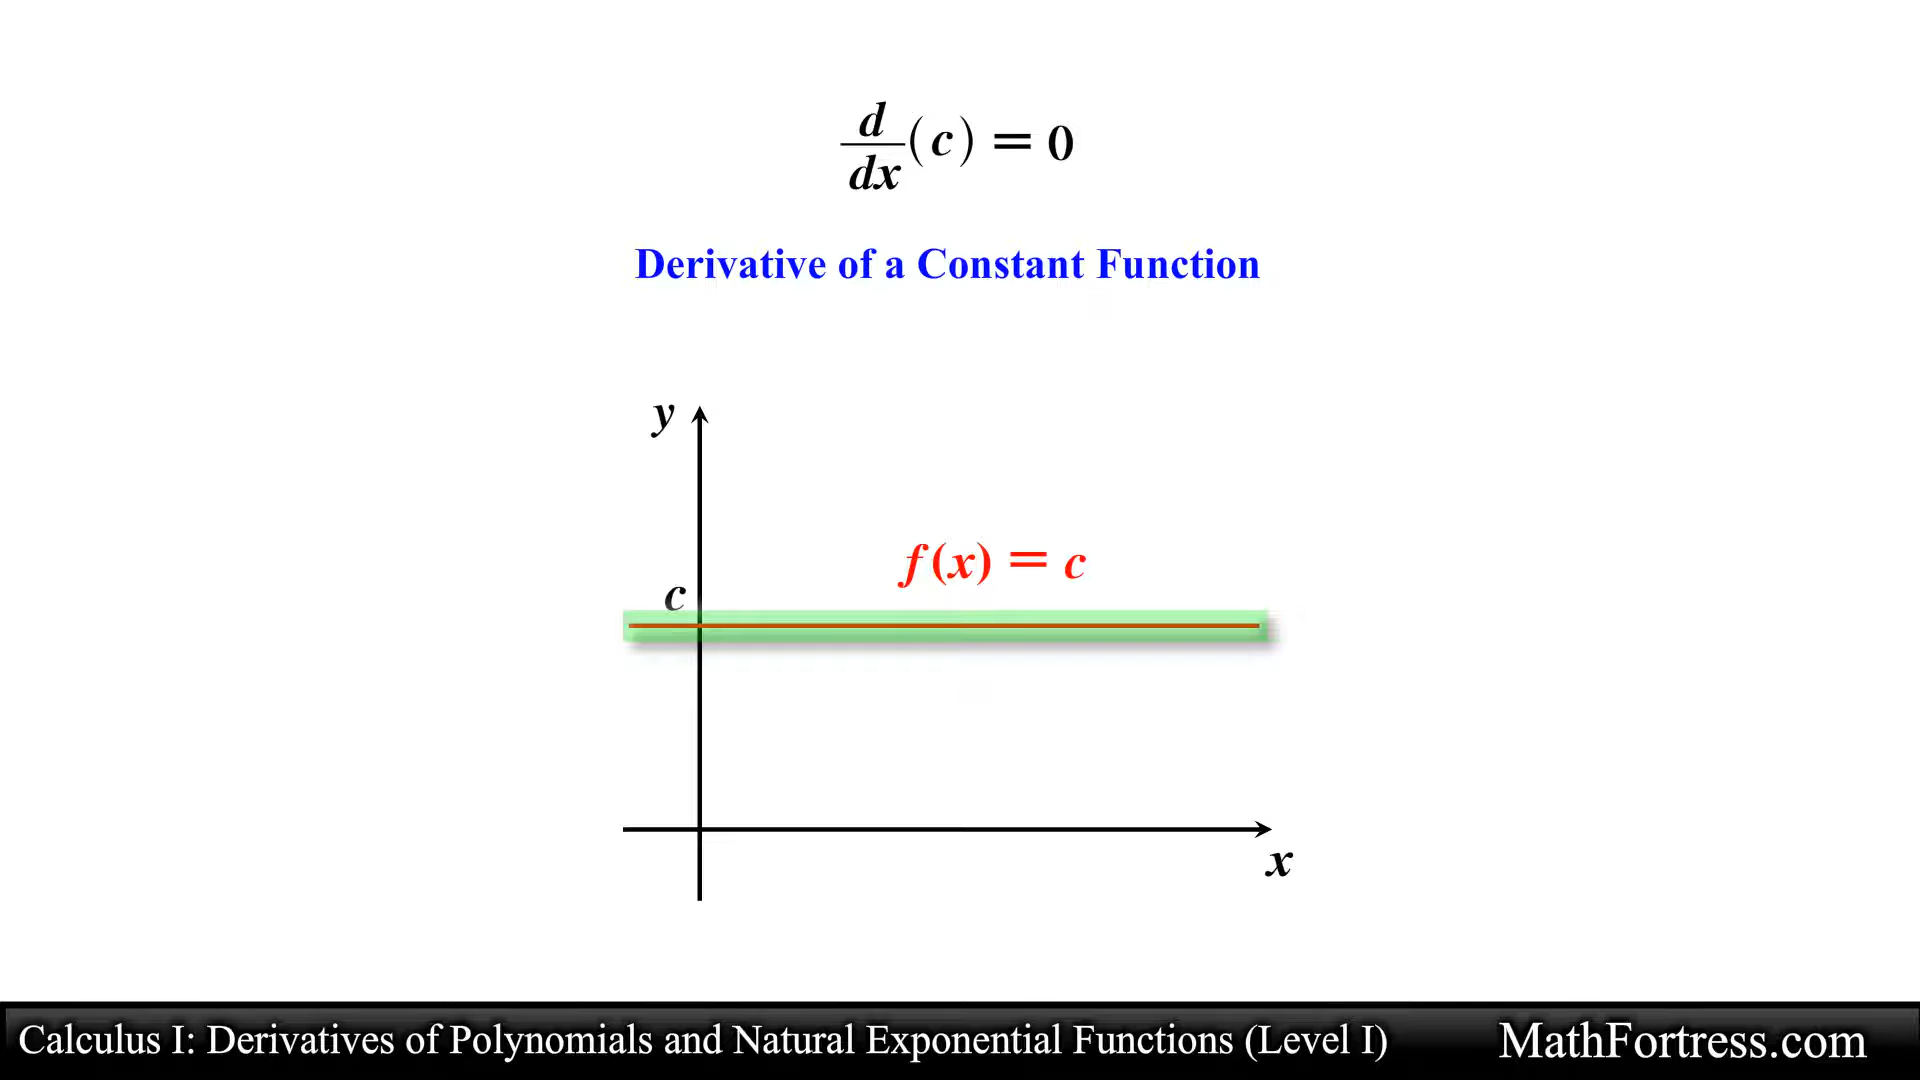 d/dx (c) = 0
Derivative of a Constant Function
y
f(x) = c
c
x
Calculus I: Derivatives of Polynomials and Natural Exponential Functions (Level I)
MathFortress.com